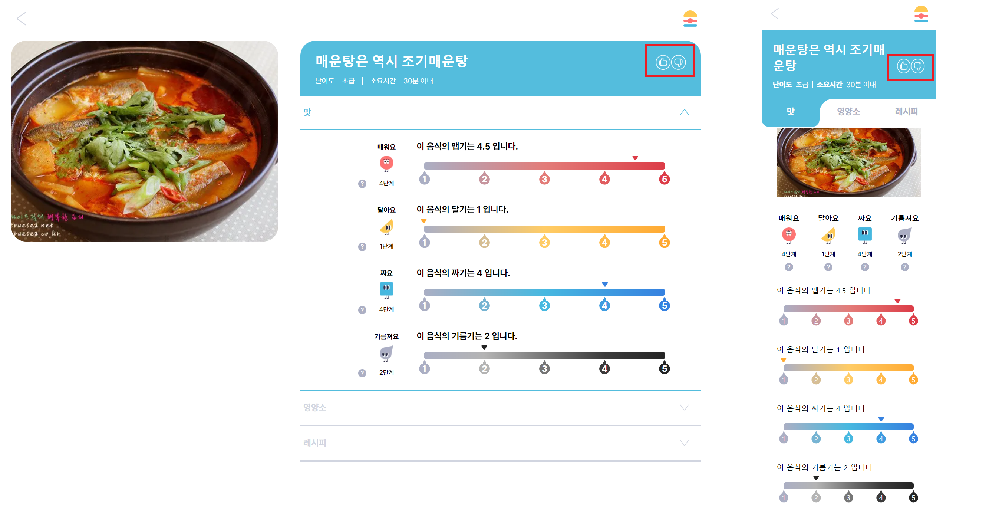 매운탕은 역시 조기매운탕
난이도 초급 | 소요시간 30분 이내
맛
매워요
이 음식의 맵기는 4.5 입니다.
1 2 3 4 5
? 4단계
달아요
이 음식의 달기는 1 입니다.
1 2 3 4 5
? 1단계
짜요
이 음식의 짜기는 4 입니다.
1 2 3 4 5
? 4단계
기름져요
이 음식의 기름기는 2 입니다.
1 2 3 4 5
? 2단계
영양소
레시피
행복한 요리
truesea.net
ruesea.co.kr
매운탕은 역시 조기매
운탕
난이도 초급 | 소요시간 30분 이내
맛 영양소 레시피
행복한 요리
truesea.net
매워요 달아요 짜요 기름져요
4단계 1단계 4단계 2단계
? ? ? ?
이 음식의 맵기는 4.5 입니다.
1 2 3 4 5
이 음식의 달기는 1 입니다.
1 2 3 4 5
이 음식의 짜기는 4 입니다.
1 2 3 4 5
이 음식의 기름기는 2 입니다.
1 2 3 4 5